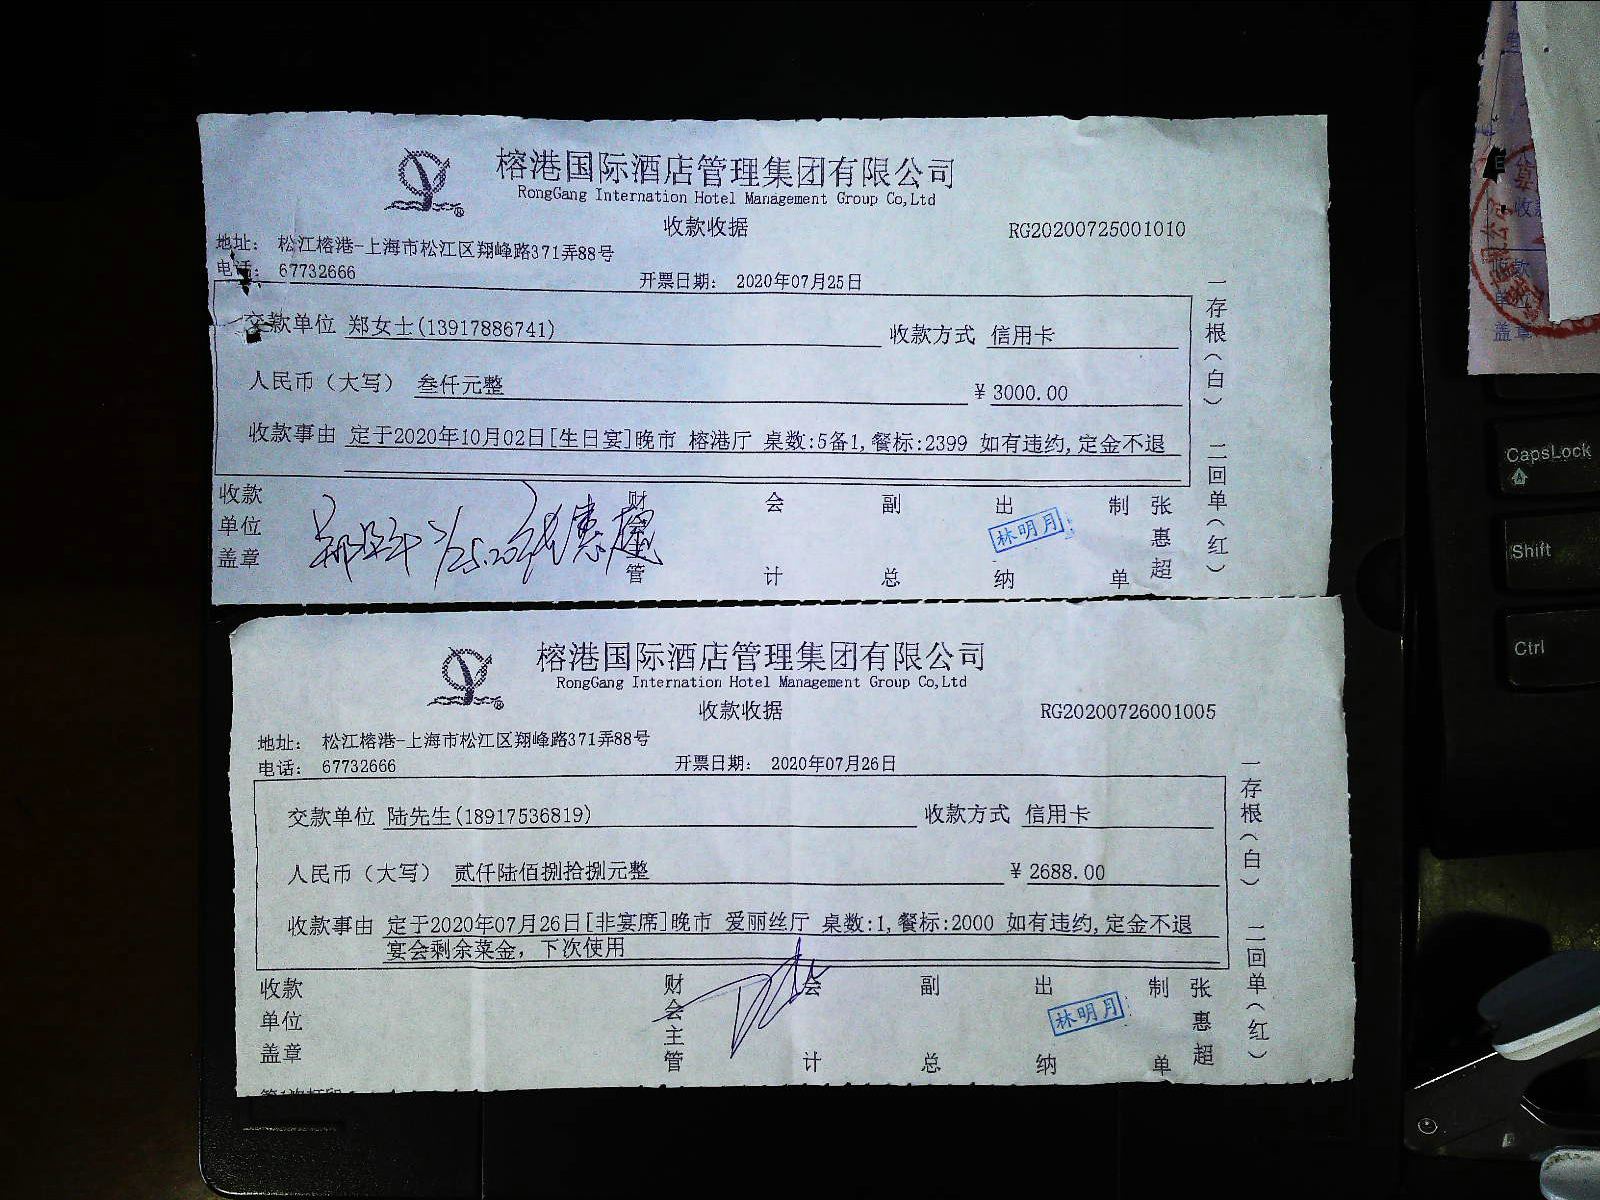 榕港国际酒店管理集团有限公司
RongGang Internation Hotel Management Group Co,Ltd
收款收据
RG20200725001010
地址： 松江榕港-上海市松江区翔峰路371弄88号
电话： 67732666
开票日期： 2020年07月25日
交款单位 郑女士(13917886741)
收款方式 信用卡
人民币（大写） 叁仟元整
￥3000.00
收款事由 定于2020年10月02日[生日宴]晚市 榕港厅 桌数:5备1,餐标:2399 如有违约,定金不退
一存根(白) 二回单(红)
收款单位盖章
财
管
会计
副总
出纳
林明月
制单
张惠超
榕港国际酒店管理集团有限公司
RongGang Internation Hotel Management Group Co,Ltd
收款收据
RG20200726001005
地址： 松江榕港-上海市松江区翔峰路371弄88号
电话： 67732666
开票日期： 2020年07月26日
交款单位 陆先生(18917536819)
收款方式 信用卡
人民币（大写） 贰仟陆佰捌拾捌元整
￥2688.00
收款事由 定于2020年07月26日[非宴席]晚市 爱丽丝厅 桌数:1,餐标:2000 如有违约,定金不退
宴会剩余菜金，下次使用
一存根(白) 二回单(红)
收款单位盖章
财会主管
会计
副总
出纳
林明月
制单
张惠超
CapsLock
Shift
Ctrl